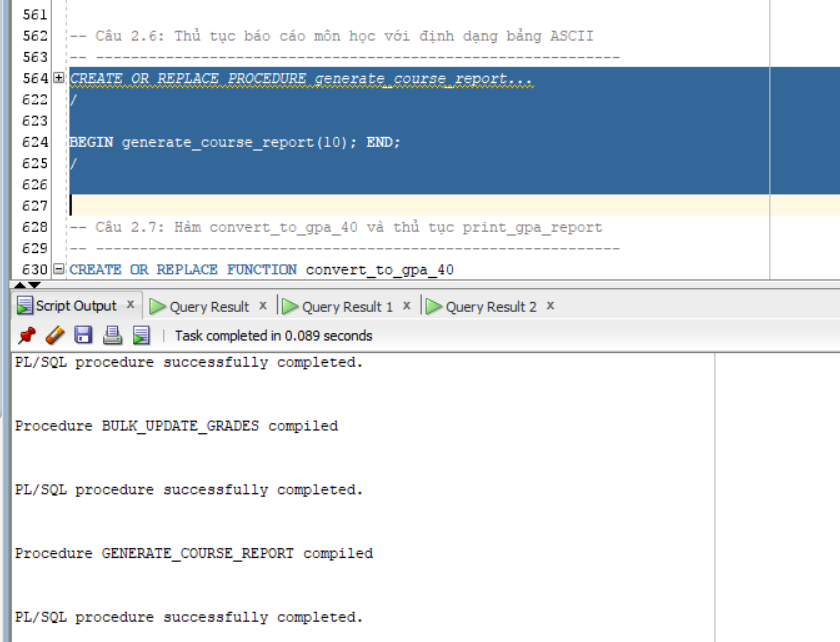 561
562 -- Câu 2.6: Thủ tục báo cáo môn học với định dạng bảng ASCII
563 -- ------------------------------------------------------------
564 CREATE OR REPLACE PROCEDURE generate_course_report...
622 /
623
624 BEGIN generate_course_report(10); END;
625 /
626
627
628 -- Câu 2.7: Hàm convert_to_gpa_40 và thủ tục print_gpa_report
629 -- ------------------------------------------------------------
630 CREATE OR REPLACE FUNCTION convert_to_gpa_40
Script Output x Query Result x Query Result 1 x Query Result 2 x
Task completed in 0.089 seconds
PL/SQL procedure successfully completed.
Procedure BULK_UPDATE_GRADES compiled
PL/SQL procedure successfully completed.
Procedure GENERATE_COURSE_REPORT compiled
PL/SQL procedure successfully completed.